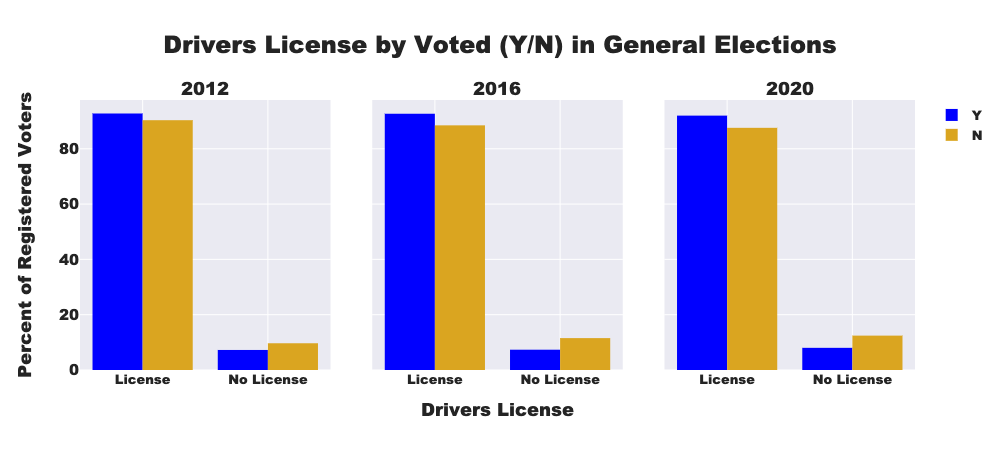 Drivers License by Voted (Y/N) in General Elections
2012
2016
2020
Percent of Registered Voters
80
60
40
20
0
License
No License
License
No License
License
No License
Drivers License
Y
N